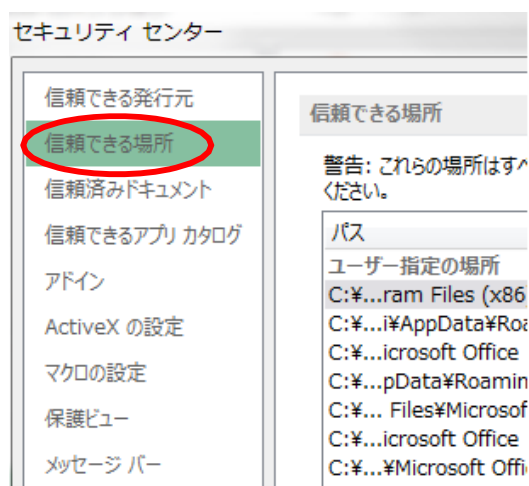 セキュリティ センター
信頼できる発行元
信頼できる場所
信頼済みドキュメント
信頼できるアプリ カタログ
アドイン
ActiveX の設定
マクロの設定
保護ビュー
メッセージ バー
信頼できる場所
警告: これらの場所はすべ
ください。
パス
ユーザー指定の場所
C:¥...ram Files (x86
C:¥...i¥AppData¥Roa
C:¥...icrosoft Office
C:¥...pData¥Roamin
C:¥... Files¥Microsof
C:¥...icrosoft Office
C:¥...¥Microsoft Offi